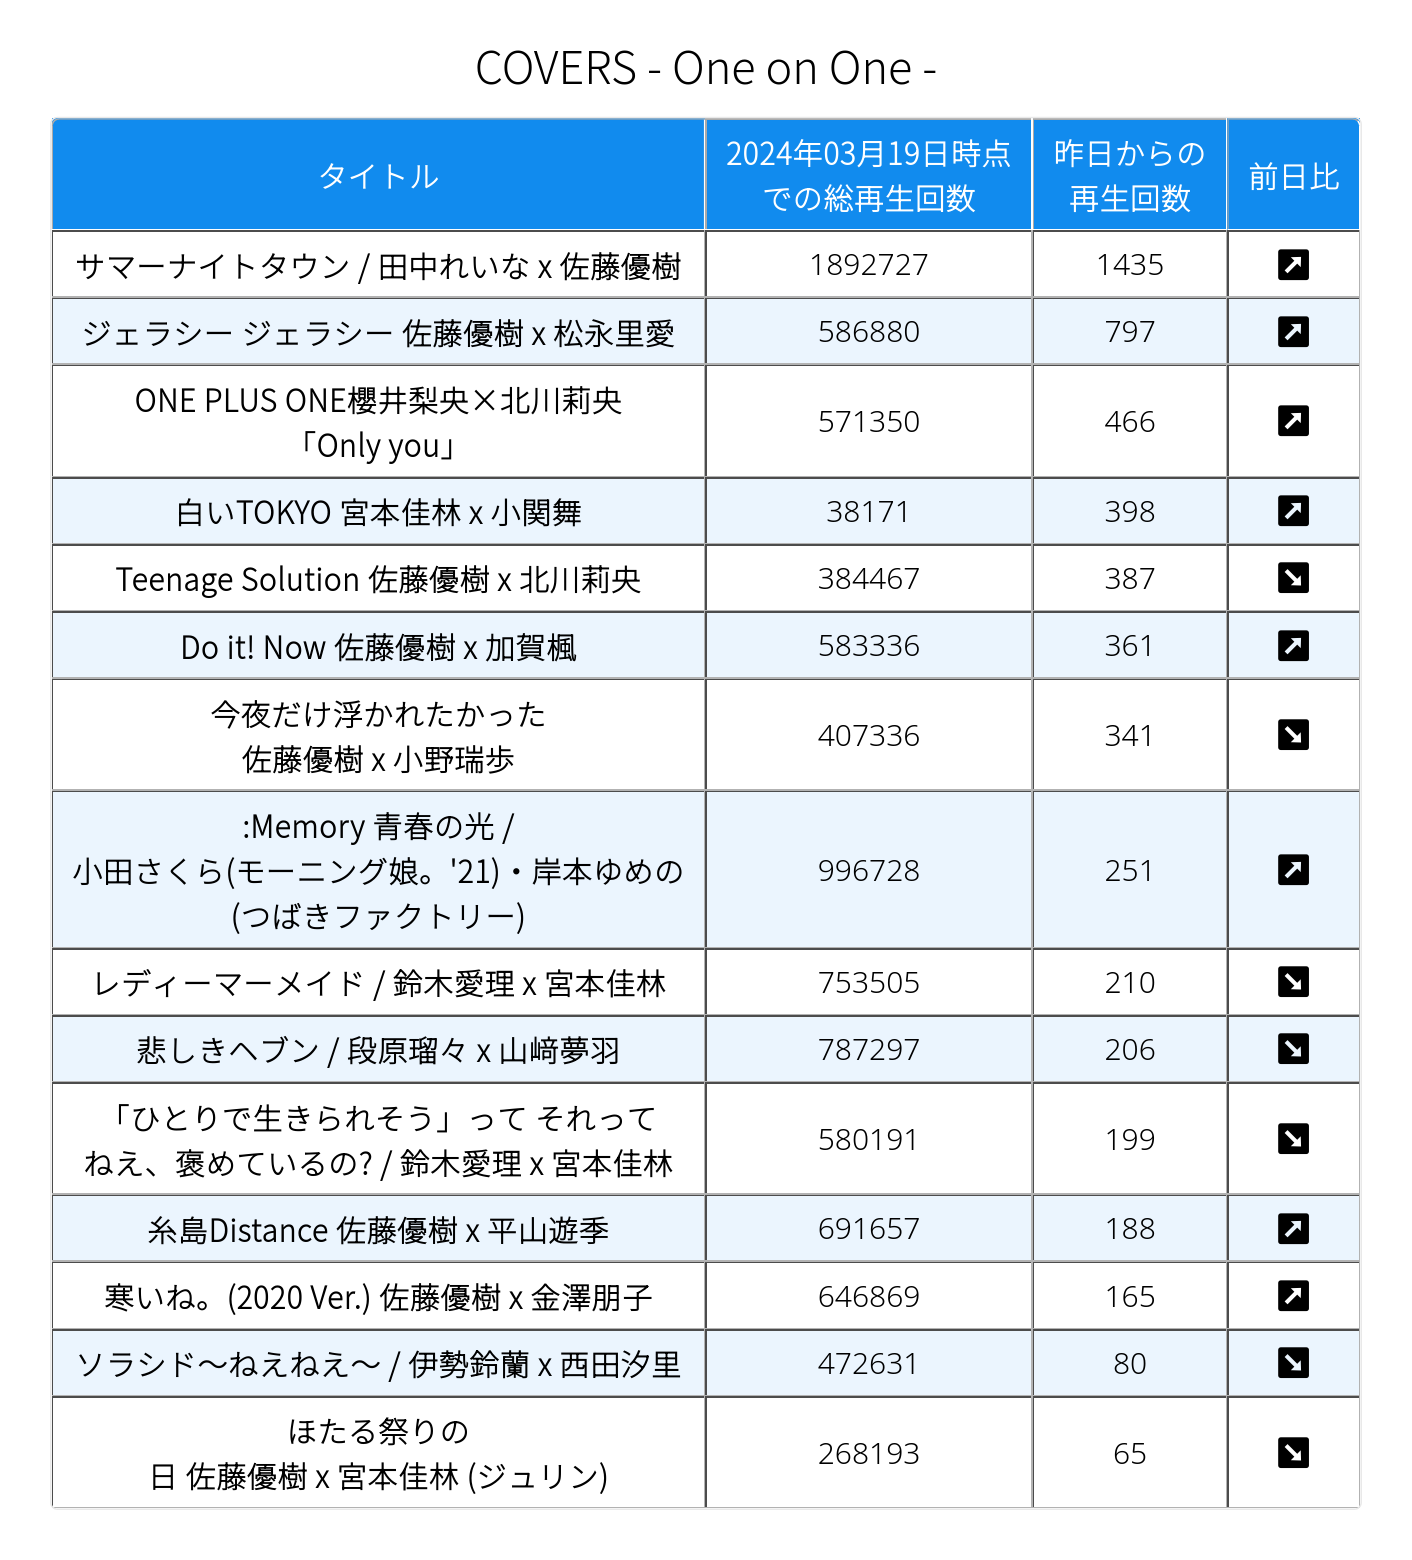 COVERS - One on One -
タイトル
2024年03月19日時点
での総再生回数
昨日からの
再生回数
前日比
サマーナイトタウン / 田中れいな x 佐藤優樹
1892727
1435
ジェラシー ジェラシー 佐藤優樹 x 松永里愛
586880
797
ONE PLUS ONE櫻井梨央×北川莉央
「Only you」
571350
466
白いTOKYO 宮本佳林 x 小関舞
38171
398
Teenage Solution 佐藤優樹 x 北川莉央
384467
387
Do it! Now 佐藤優樹 x 加賀楓
583336
361
今夜だけ浮かれたかった
佐藤優樹 x 小野瑞歩
407336
341
:Memory 青春の光 /
小田さくら(モーニング娘。'21)・岸本ゆめの
(つばきファクトリー)
996728
251
レディーマーメイド / 鈴木愛理 x 宮本佳林
753505
210
悲しきヘブン / 段原瑠々 x 山﨑夢羽
787297
206
「ひとりで生きられそう」って それって
ねえ、褒めているの? / 鈴木愛理 x 宮本佳林
580191
199
糸島Distance 佐藤優樹 x 平山遊季
691657
188
寒いね。(2020 Ver.) 佐藤優樹 x 金澤朋子
646869
165
ソラシド～ねえねえ～ / 伊勢鈴蘭 x 西田汐里
472631
80
ほたる祭りの
日 佐藤優樹 x 宮本佳林 (ジュリン)
268193
65